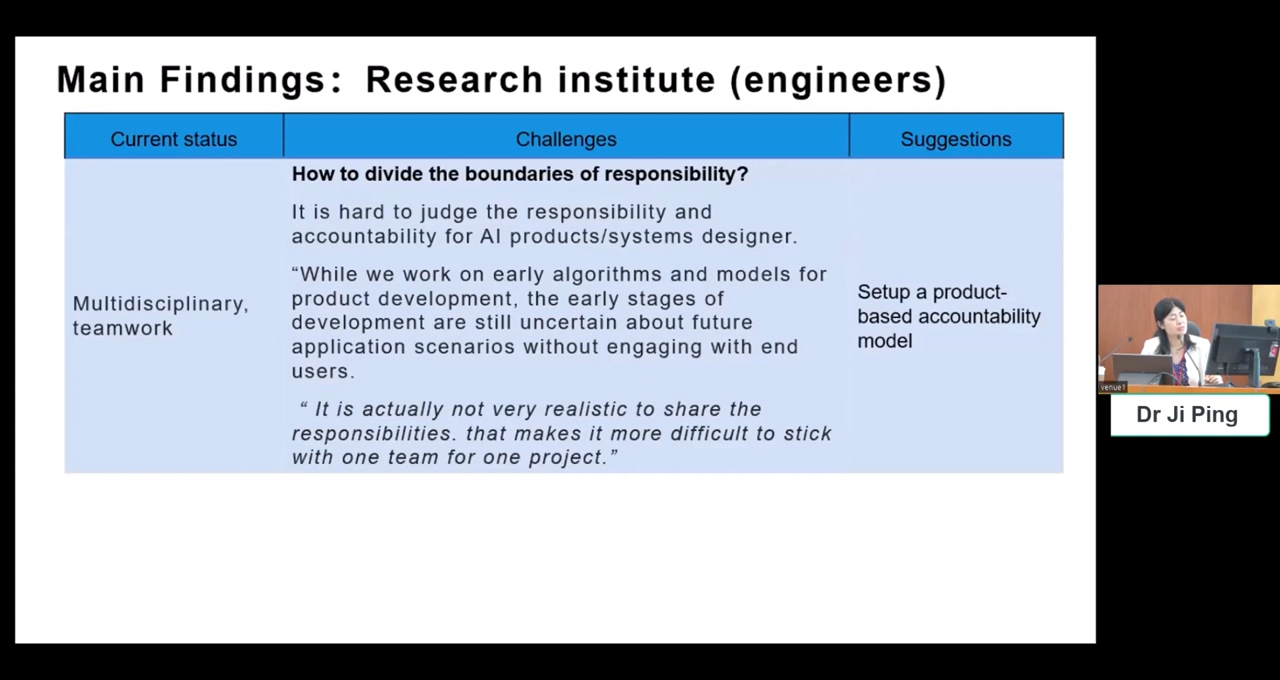 Main Findings: Research institute (engineers)
Current status
Challenges
Suggestions
Multidisciplinary,
teamwork
How to divide the boundaries of responsibility?
It is hard to judge the responsibility and
accountability for AI products/systems designer.
“While we work on early algorithms and models for
product development, the early stages of
development are still uncertain about future
application scenarios without engaging with end
users.
“ It is actually not very realistic to share the
responsibilities. that makes it more difficult to stick
with one team for one project.”
Setup a product-
based accountability
model
venue1
Dr Ji Ping